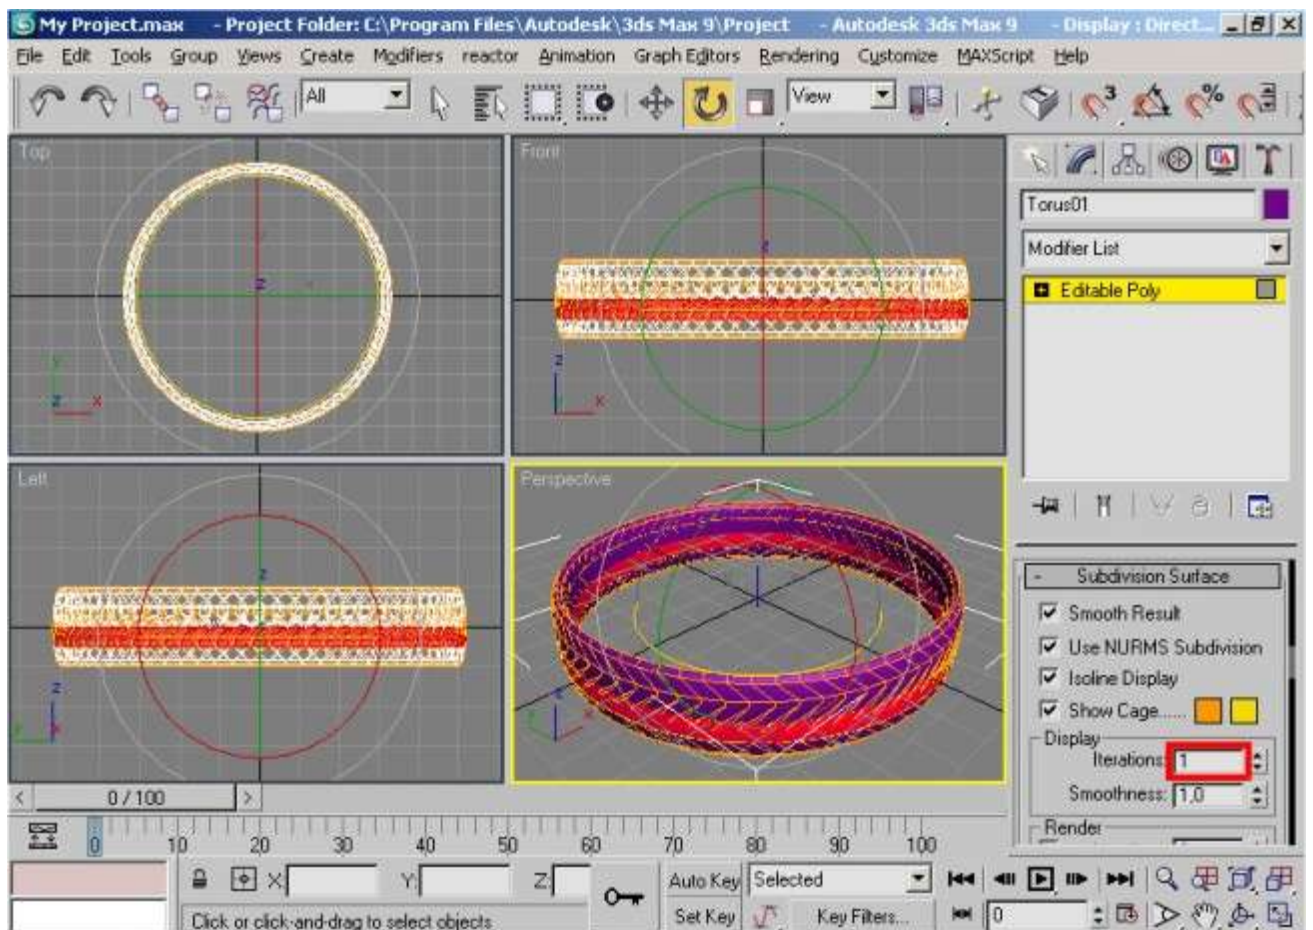 My Project.max - Project Folder: C:\Program Files\Autodesk\3ds Max 9\Project - Autodesk 3ds Max 9 - Display : Direct...
File Edit Tools Group Views Create Modifiers reactor Animation Graph Editors Rendering Customize MAXScript Help
All View 3 %
Top
Front
Torus01
Modifier List
Editable Poly
z
z
y
z x
z
x
Left
Perspective
z
z
- Subdivision Surface
Smooth Result
Use NURMS Subdivision
Isoline Display
Show Cage......
Display
Iterations: 1
Smoothness: 1,0
Render
< 0 / 100 >
0 10 20 30 40 50 60 70 80 90 100
X: Y: Z:
Auto Key Selected
Set Key Key Filters... 0
Click or click-and-drag to select objects